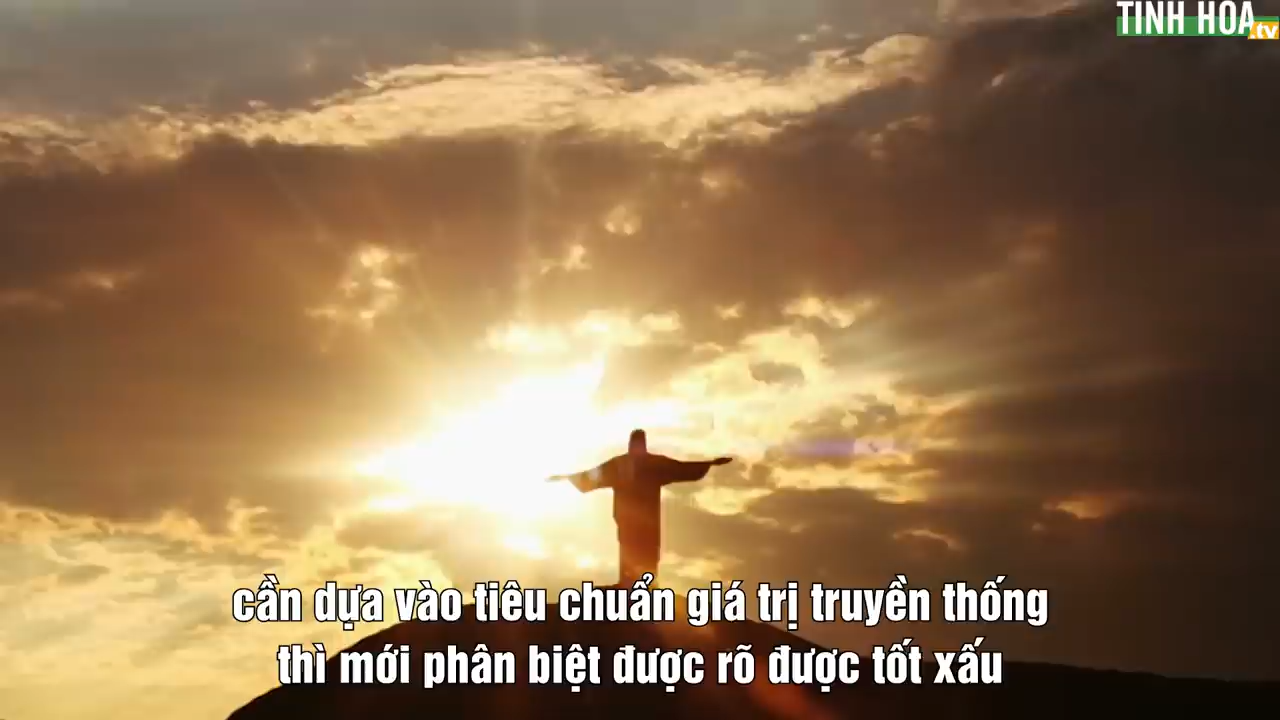 TINH HOA
.tv
cần dựa vào tiêu chuẩn giá trị truyền thống
thì mới phân biệt được rõ được tốt xấu